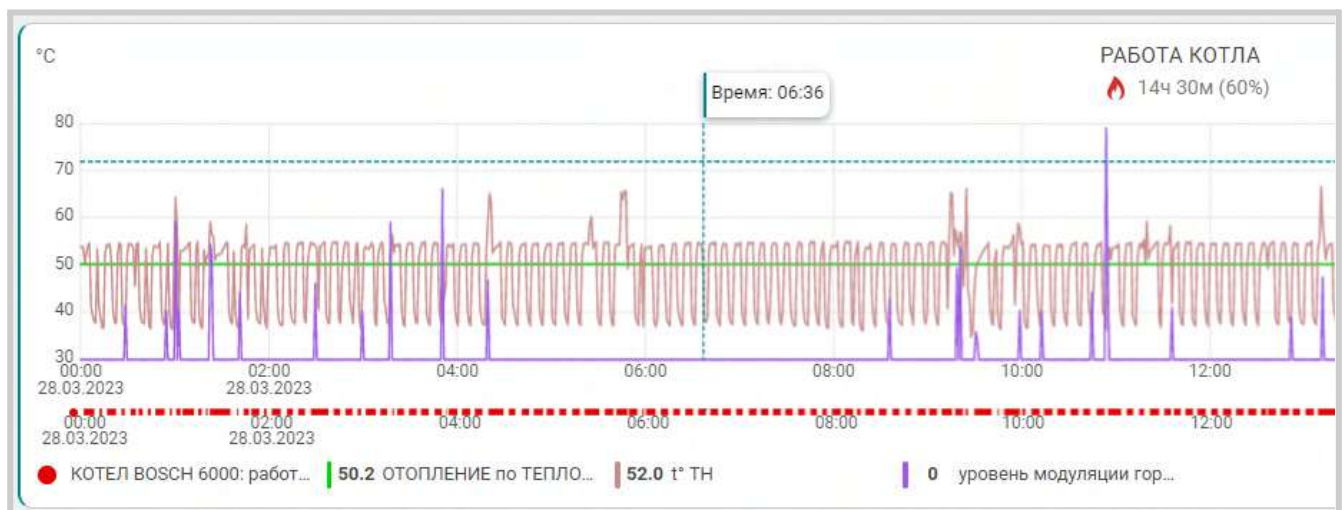 °C
РАБОТА КОТЛА
14ч 30м (60%)
Время: 06:36
80
70
60
50
40
30
00:00 02:00 04:00 06:00 08:00 10:00 12:00
28.03.2023 28.03.2023
00:00 02:00 04:00 06:00 08:00 10:00 12:00
28.03.2023 28.03.2023
КОТЕЛ BOSCH 6000: работ... 50.2 ОТОПЛЕНИЕ по ТЕПЛО... 52.0 t° ТН 0 уровень модуляции гор...